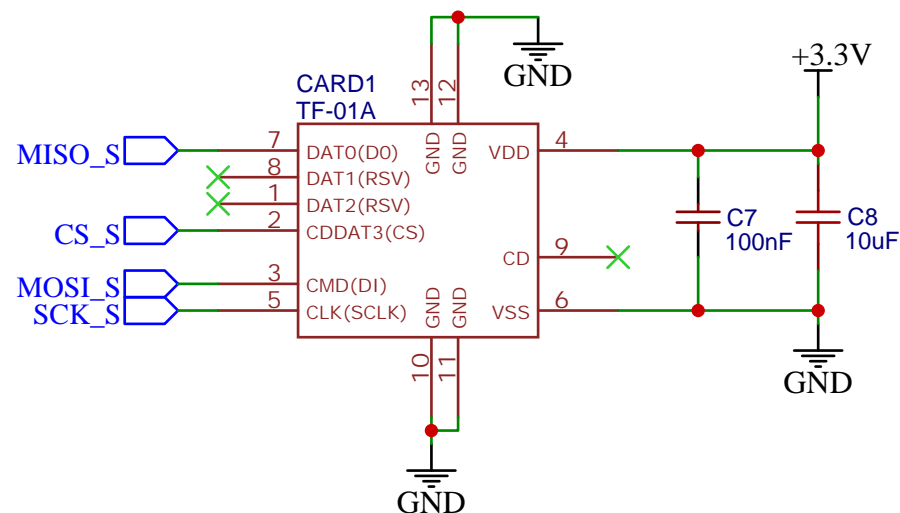 GND
+3.3V
CARD1
TF-01A
13
12
MISO_S
7
DAT0(D0)
GND
GND
VDD
4
8
DAT1(RSV)
1
DAT2(RSV)
CS_S
2
CDDAT3(CS)
C7
100nF
C8
10uF
CD
9
MOSI_S
3
CMD(DI)
SCK_S
5
CLK(SCLK)
GND
GND
VSS
6
10
11
GND
GND